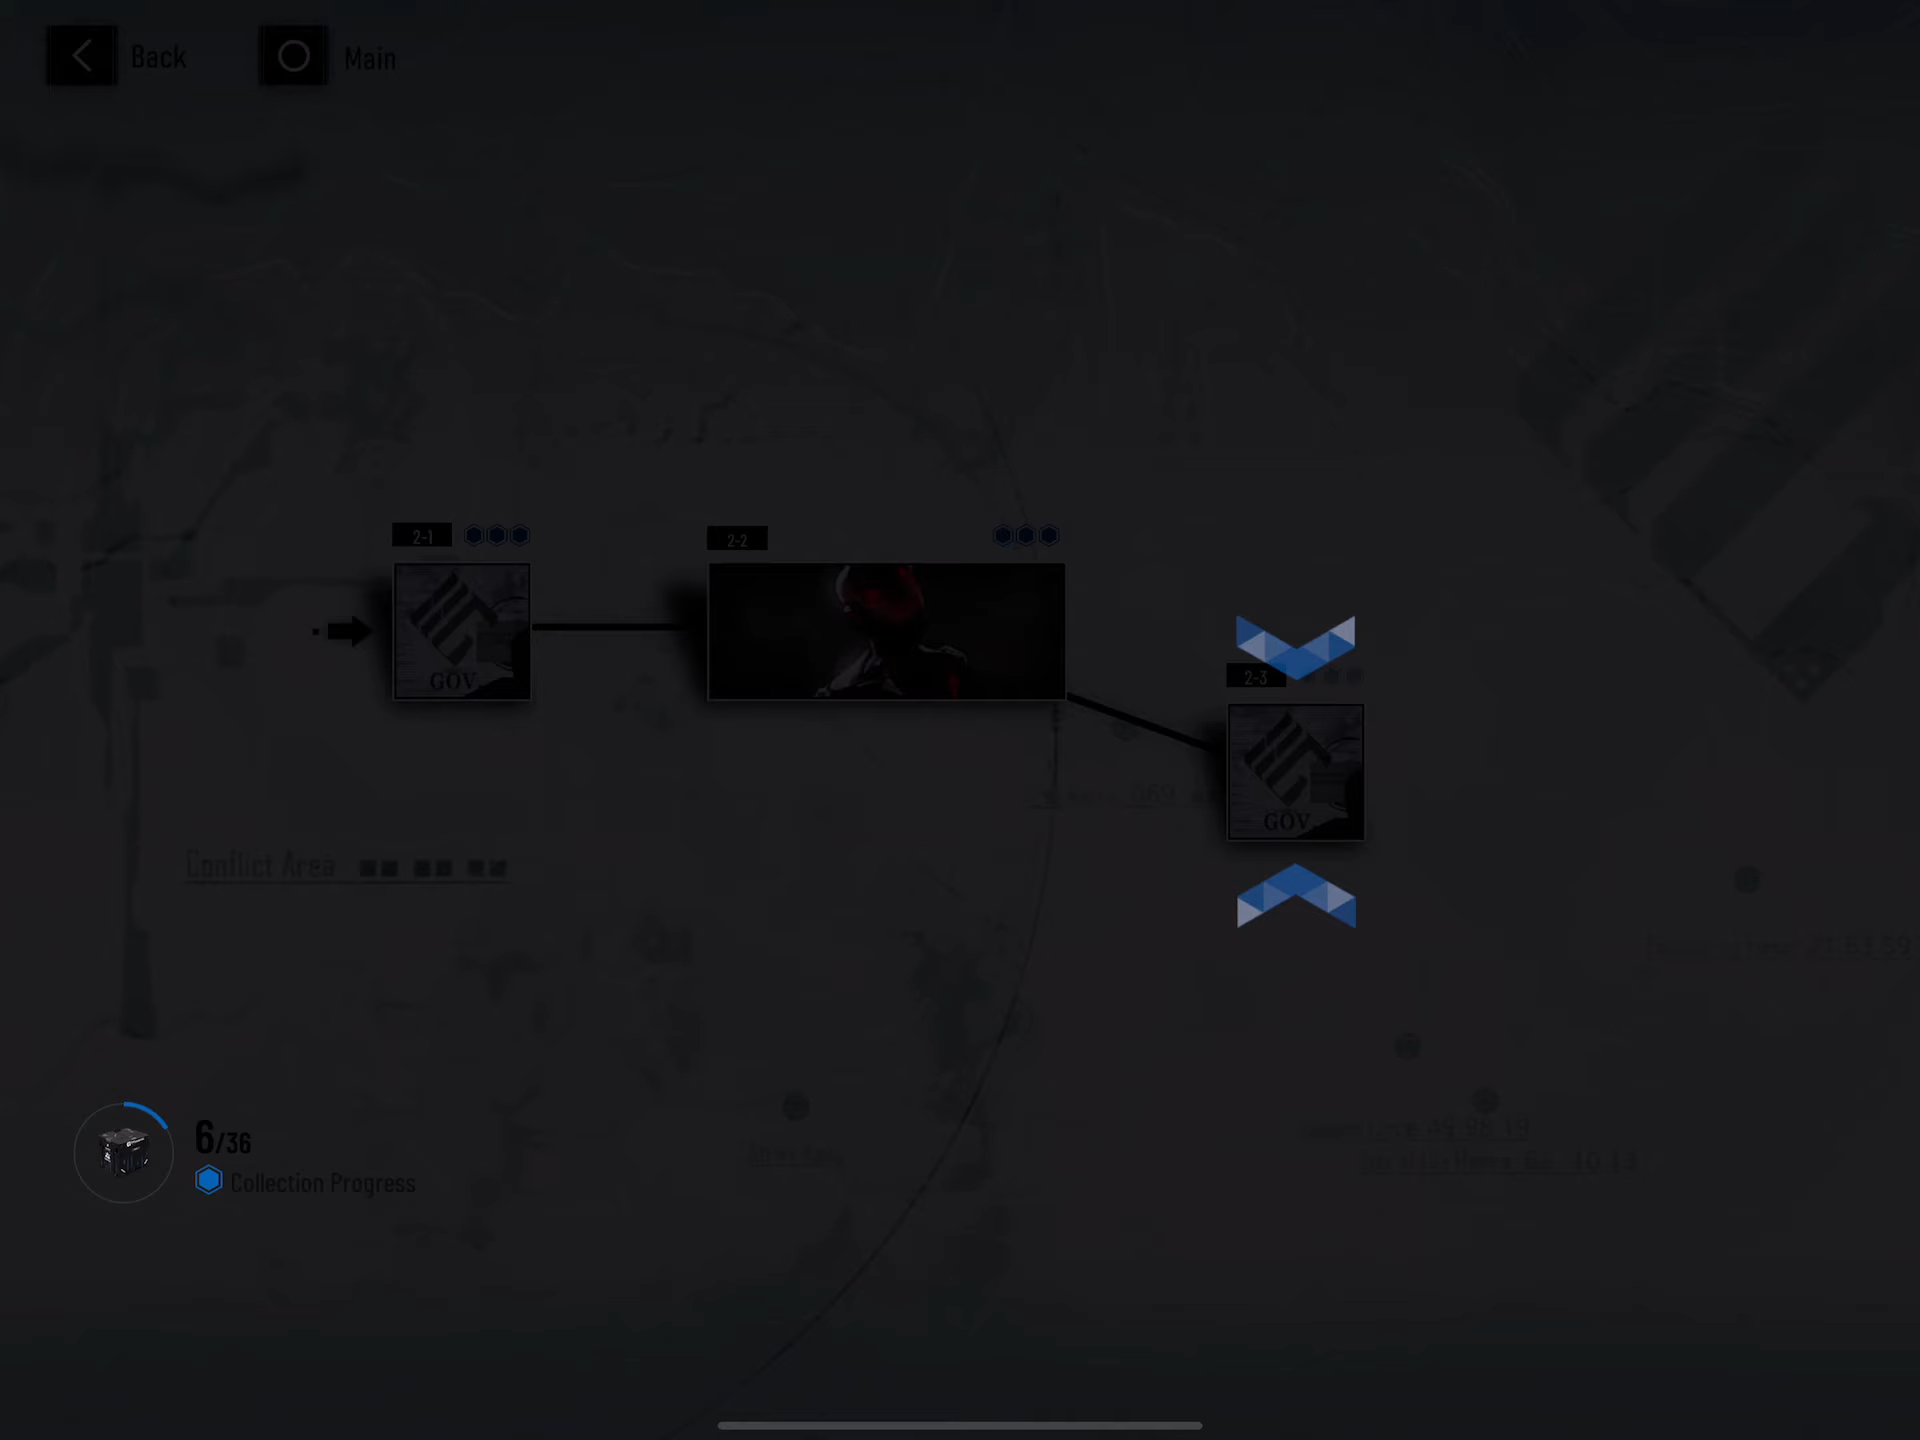 Back
Main
2-1
2-2
GOV
2-3
GOV
Conflict Area
6/36
Collection Progress